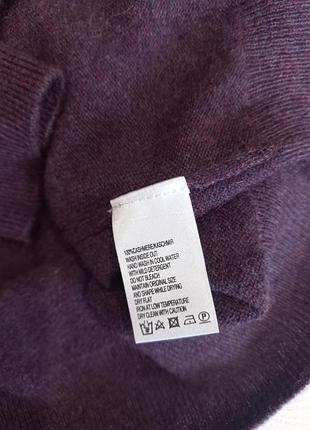 100%CASHMERE/KASCHMIR
WASH INSIDE OUT
HAND WASH IN COOL WATER
WITH MILD DETERGENT
DO NOT BLEACH
MAINTAIN ORIGINAL SIZE
AND SHAPE WHILE DRYING
DRY FLAT
IRON AT LOW TEMPERATURE
DRY CLEAN WITH CAUTION
P